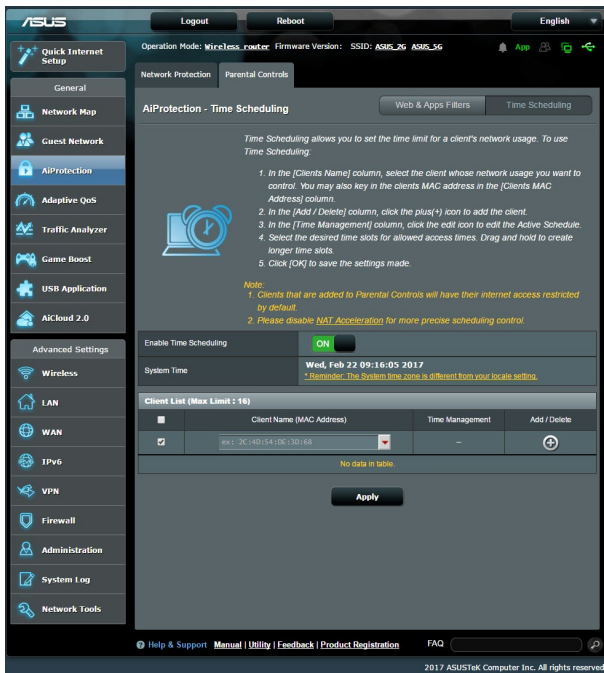 ASUS
Logout
Reboot
English
Quick Internet
Setup
Operation Mode: Wireless router Firmware Version: SSID: ASUS_2G ASUS_5G
App
General
Network Map
Guest Network
AiProtection
Adaptive QoS
Traffic Analyzer
Game Boost
USB Application
AiCloud 2.0
Advanced Settings
Wireless
LAN
WAN
IPv6
VPN
Firewall
Administration
System Log
Network Tools
Network Protection
Parental Controls
AiProtection - Time Scheduling
Web & Apps Filters
Time Scheduling
Time Scheduling allows you to set the time limit for a client's network usage. To use
Time Scheduling:
1. In the [Clients Name] column, select the client whose network usage you want to
control. You may also key in the clients MAC address in the [Clients MAC
Address] column.
2. In the [Add / Delete] column, click the plus(+) icon to add the client.
3. In the [Time Management] column, click the edit icon to edit the Active Schedule.
4. Select the desired time slots for allowed access times. Drag and hold to create
longer time slots.
5. Click [OK] to save the settings made.
Note:
1. Clients that are added to Parental Controls will have their internet access restricted
by default.
2. Please disable NAT Acceleration for more precise scheduling control.
Enable Time Scheduling
ON
System Time
Wed, Feb 22 09:16:05 2017
* Reminder: The System time zone is different from your locale setting.
Client List (Max Limit : 16)
Client Name (MAC Address)
Time Management
Add / Delete
ex: 2C:4D:54:DE:3D:68
–
No data in table.
Apply
Help & Support
Manual | Utility | Feedback | Product Registration
FAQ
2017 ASUSTeK Computer Inc. All rights reserved